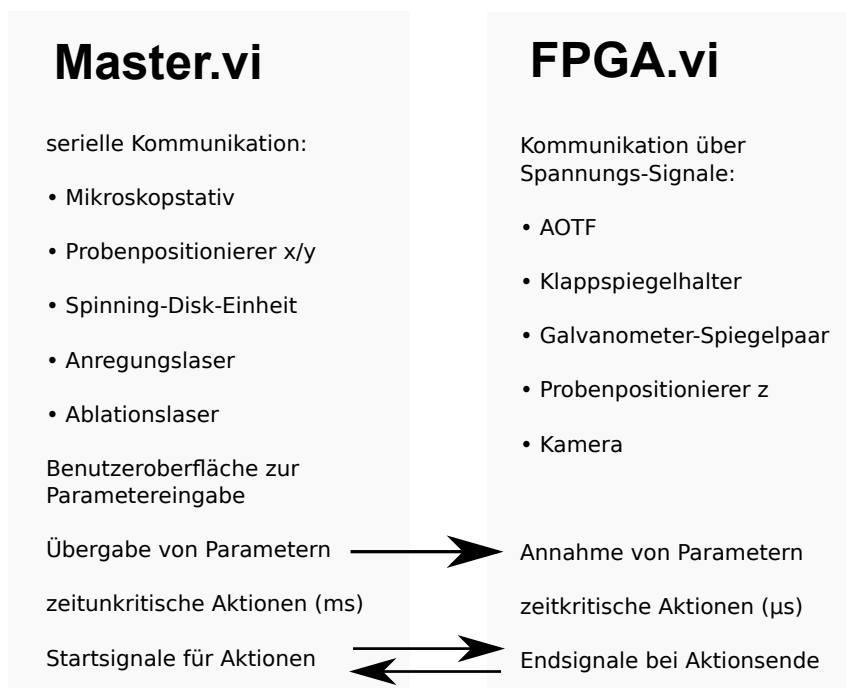 Master.vi
serielle Kommunikation:
• Mikroskopstativ
• Probenpositionierer x/y
• Spinning-Disk-Einheit
• Anregungslaser
• Ablationslaser
Benutzeroberfläche zur
Parametereingabe
Übergabe von Parametern
zeitunkritische Aktionen (ms)
Startsignale für Aktionen
FPGA.vi
Kommunikation über
Spannungs-Signale:
• AOTF
• Klappspiegelhalter
• Galvanometer-Spiegelpaar
• Probenpositionierer z
• Kamera
Annahme von Parametern
zeitkritische Aktionen (µs)
Endsignale bei Aktionsende